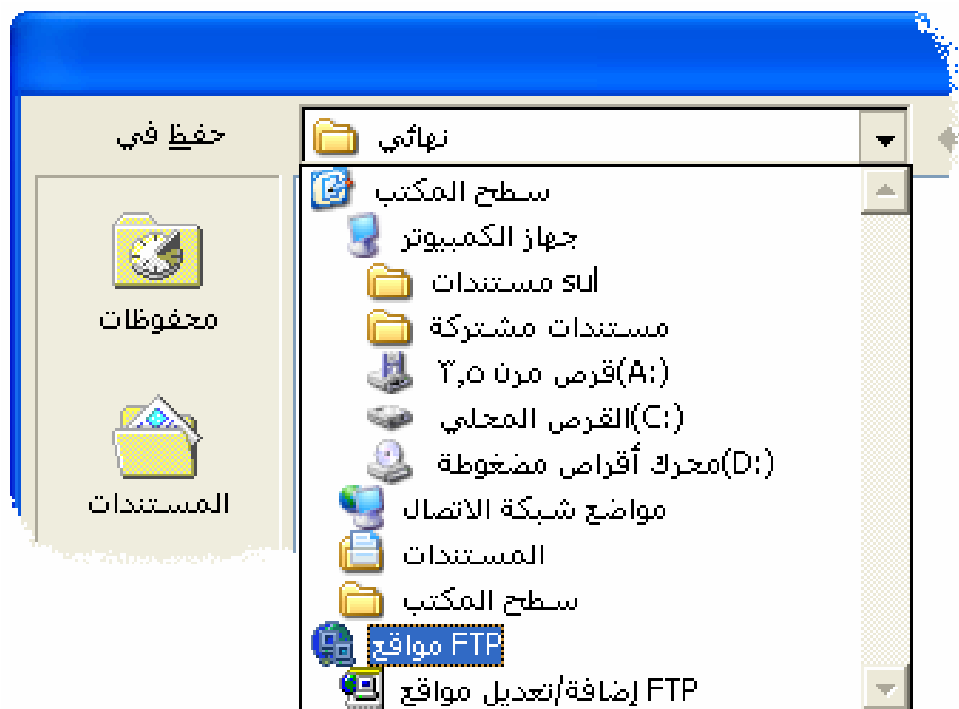 حفظ في
نهائي
سطح المكتب
جهاز الكمبيوتر
مستندات sul
مستندات مشتركة
قرص مرن ٣,٥(A:)
القرص المحلي(C:)
محرك أقراص مضغوطة(D:)
مواضع شبكة الاتصال
المستندات
سطح المكتب
مواقع FTP
إضافة/تعديل مواقع FTP
محفوظات
المستندات